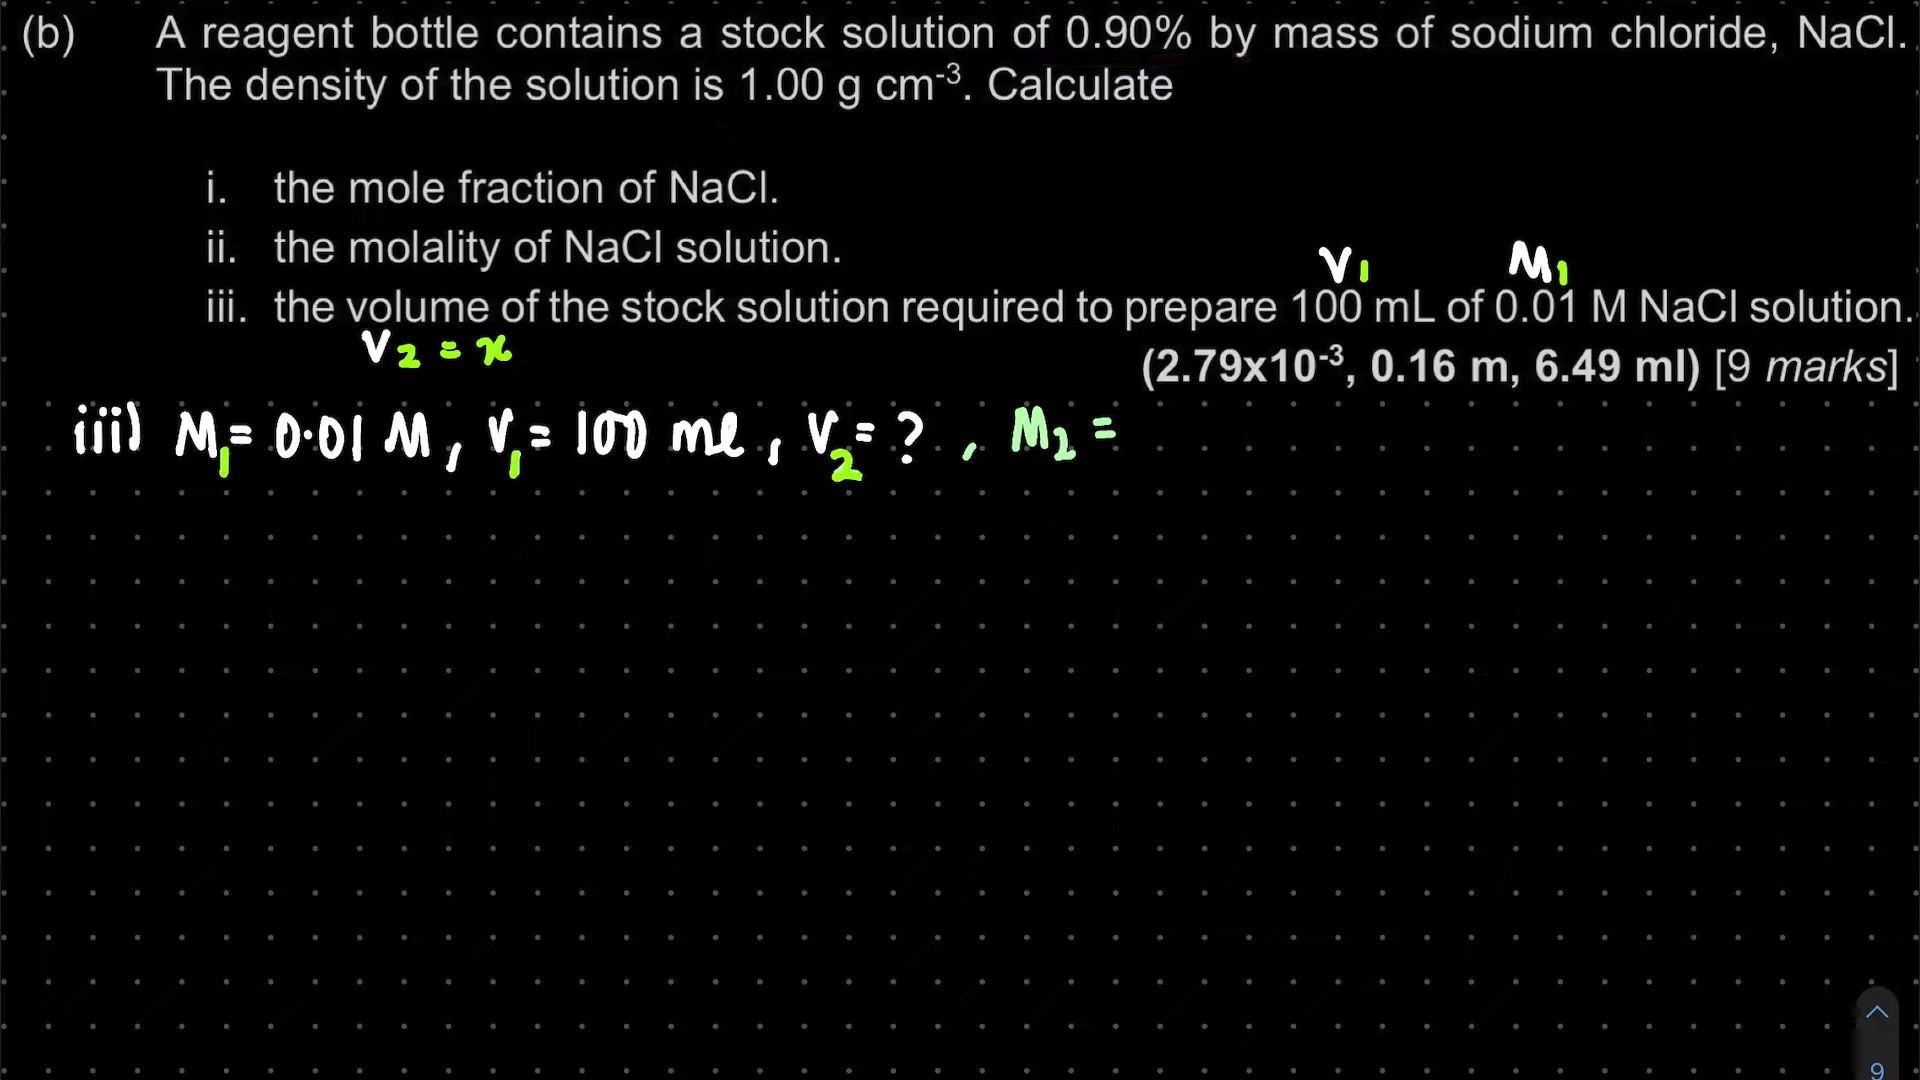 (b) A reagent bottle contains a stock solution of 0.90% by mass of sodium chloride, NaCl.
The density of the solution is 1.00 g cm⁻³. Calculate
i. the mole fraction of NaCl.
ii. the molality of NaCl solution.
V₁ M₁
iii. the volume of the stock solution required to prepare 100 mL of 0.01 M NaCl solution.
V₂ = x
(2.79x10⁻³, 0.16 m, 6.49 ml) [9 marks]
iii) M₁ = 0.01 M, V₁ = 100 ml, V₂ = ?, M₂ =
9